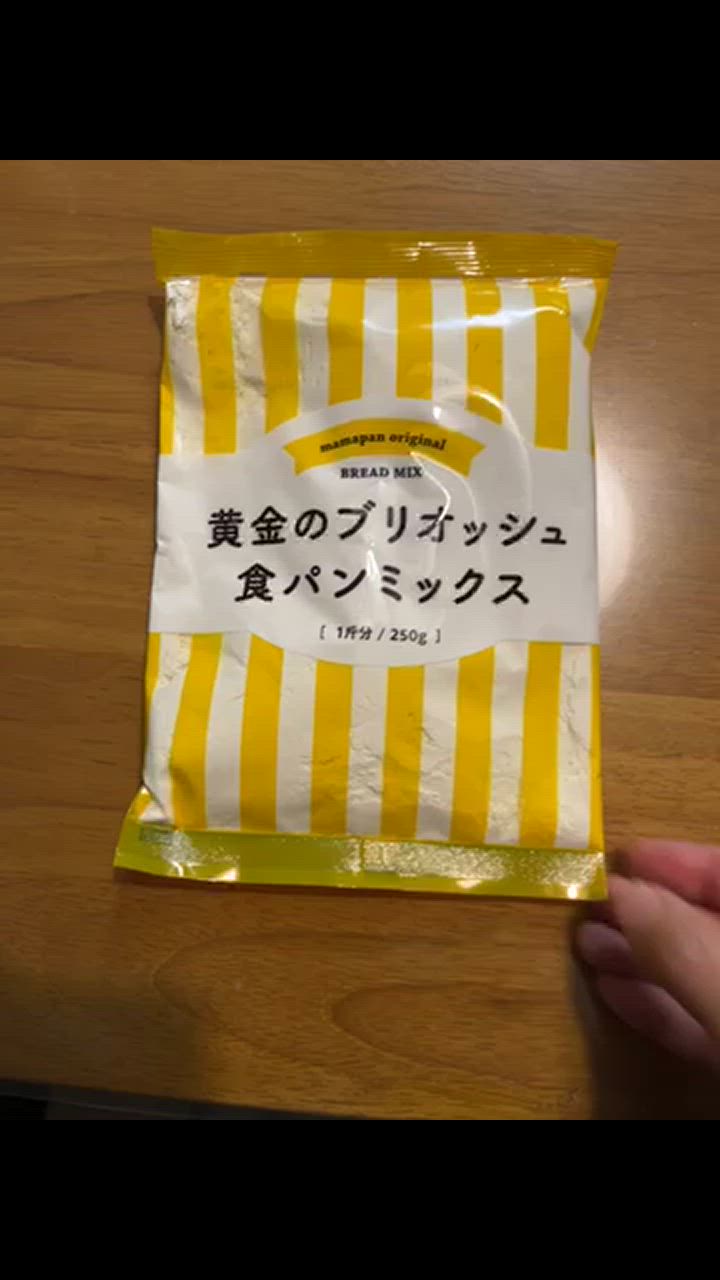 mamapan original
BREAD MIX
黄金のブリオッシュ
食パンミックス
[ 1斤分 / 250g ]